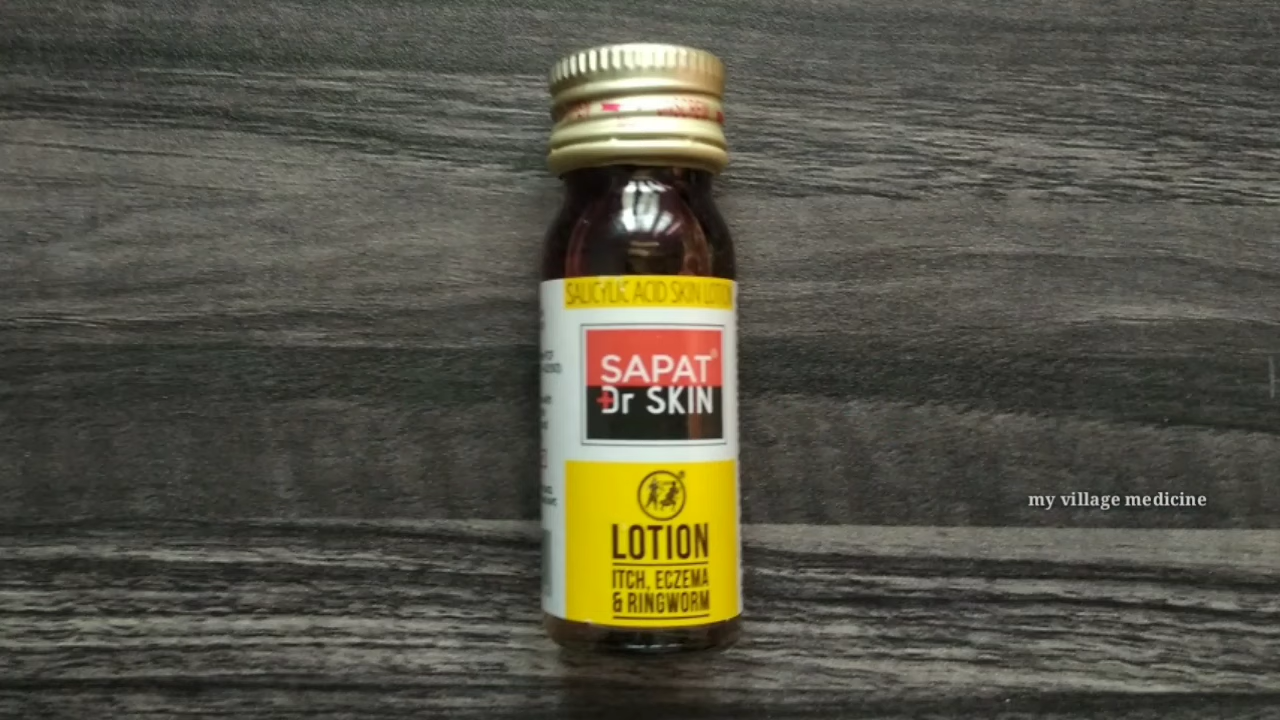 SALICYLIC ACID SKIN LOTION
SAPAT®
Dr SKIN
LOTION
ITCH, ECZEMA
& RINGWORM
my village medicine